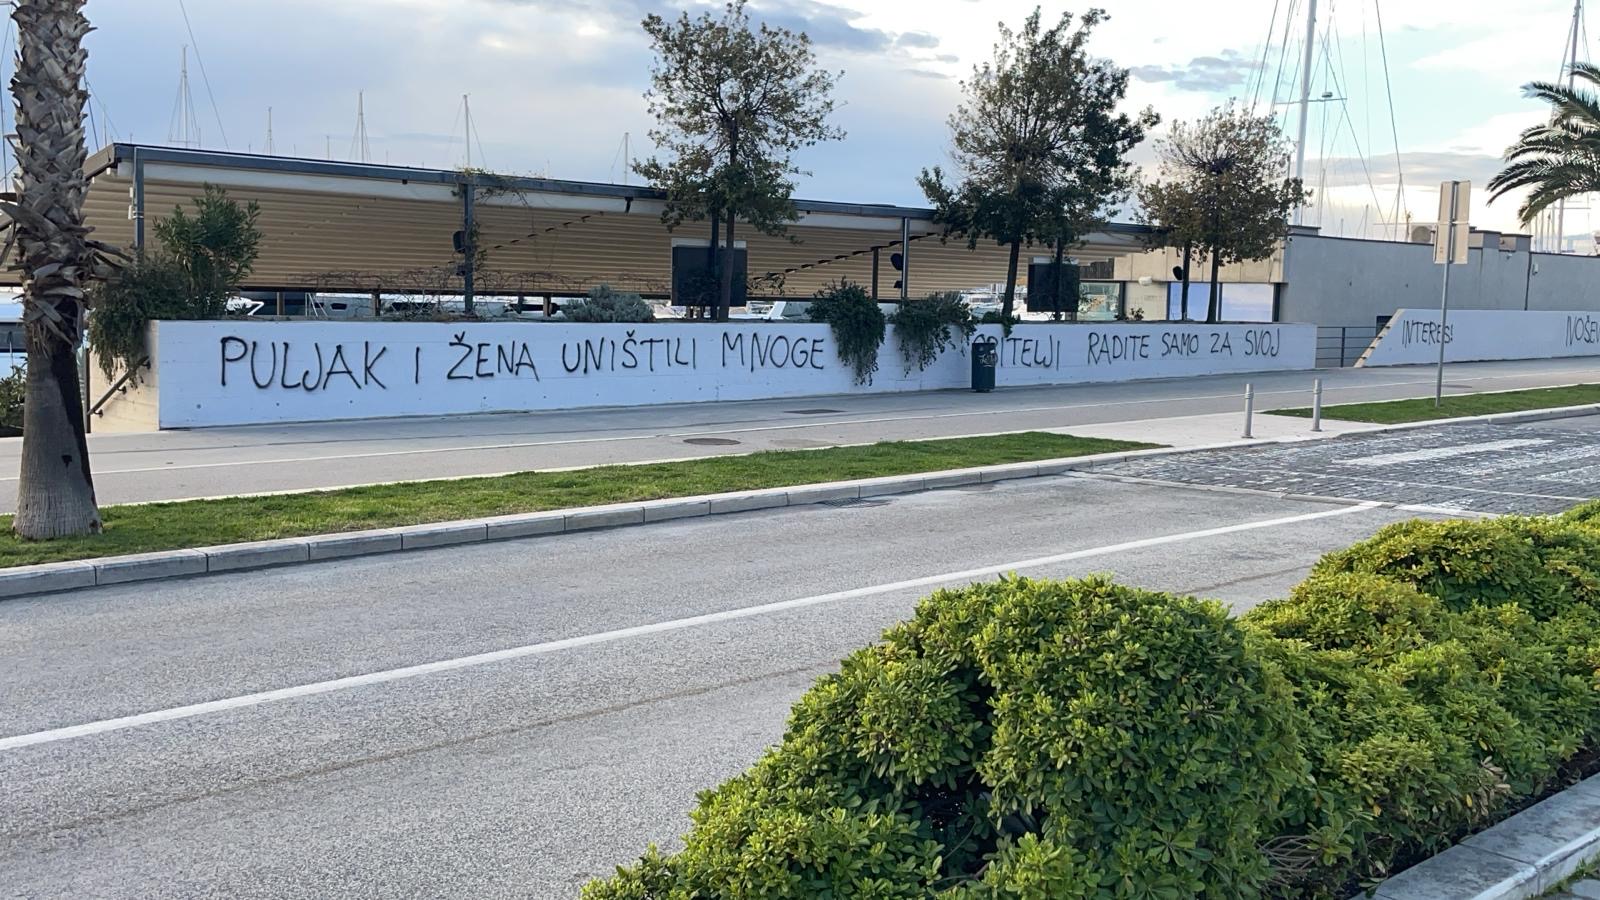 PULJAK I ŽENA UNIŠTILI MNOGE RADITE SAMO ZA SVOJ INTERES!